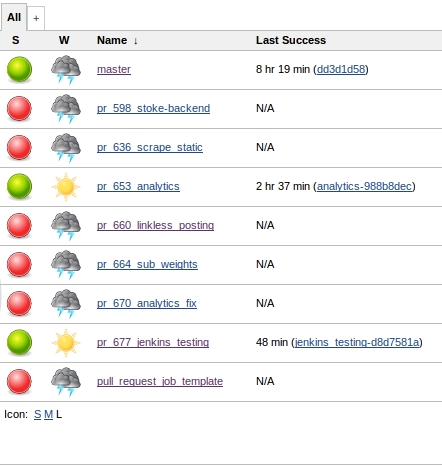 All +
S W Name ↓ Last Success
master 8 hr 19 min (dd3d1d58)
pr_598_stoke-backend N/A
pr_636_scrape_static N/A
pr_653_analytics 2 hr 37 min (analytics-988b8dec)
pr_660_linkless_posting N/A
pr_664_sub_weights N/A
pr_670_analytics_fix N/A
pr_677_jenkins_testing 48 min (jenkins_testing-d8d7581a)
pull_request_job_template N/A
Icon: S M L